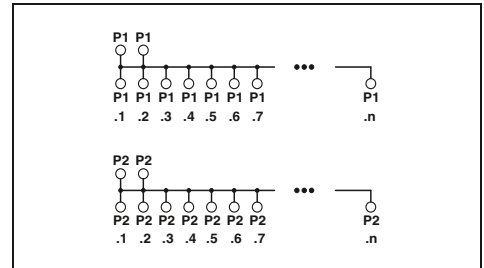 P1 P1
•••
P1 P1 P1 P1 P1 P1 P1 P1
.1 .2 .3 .4 .5 .6 .7 .n
P2 P2
•••
P2 P2 P2 P2 P2 P2 P2 P2
.1 .2 .3 .4 .5 .6 .7 .n